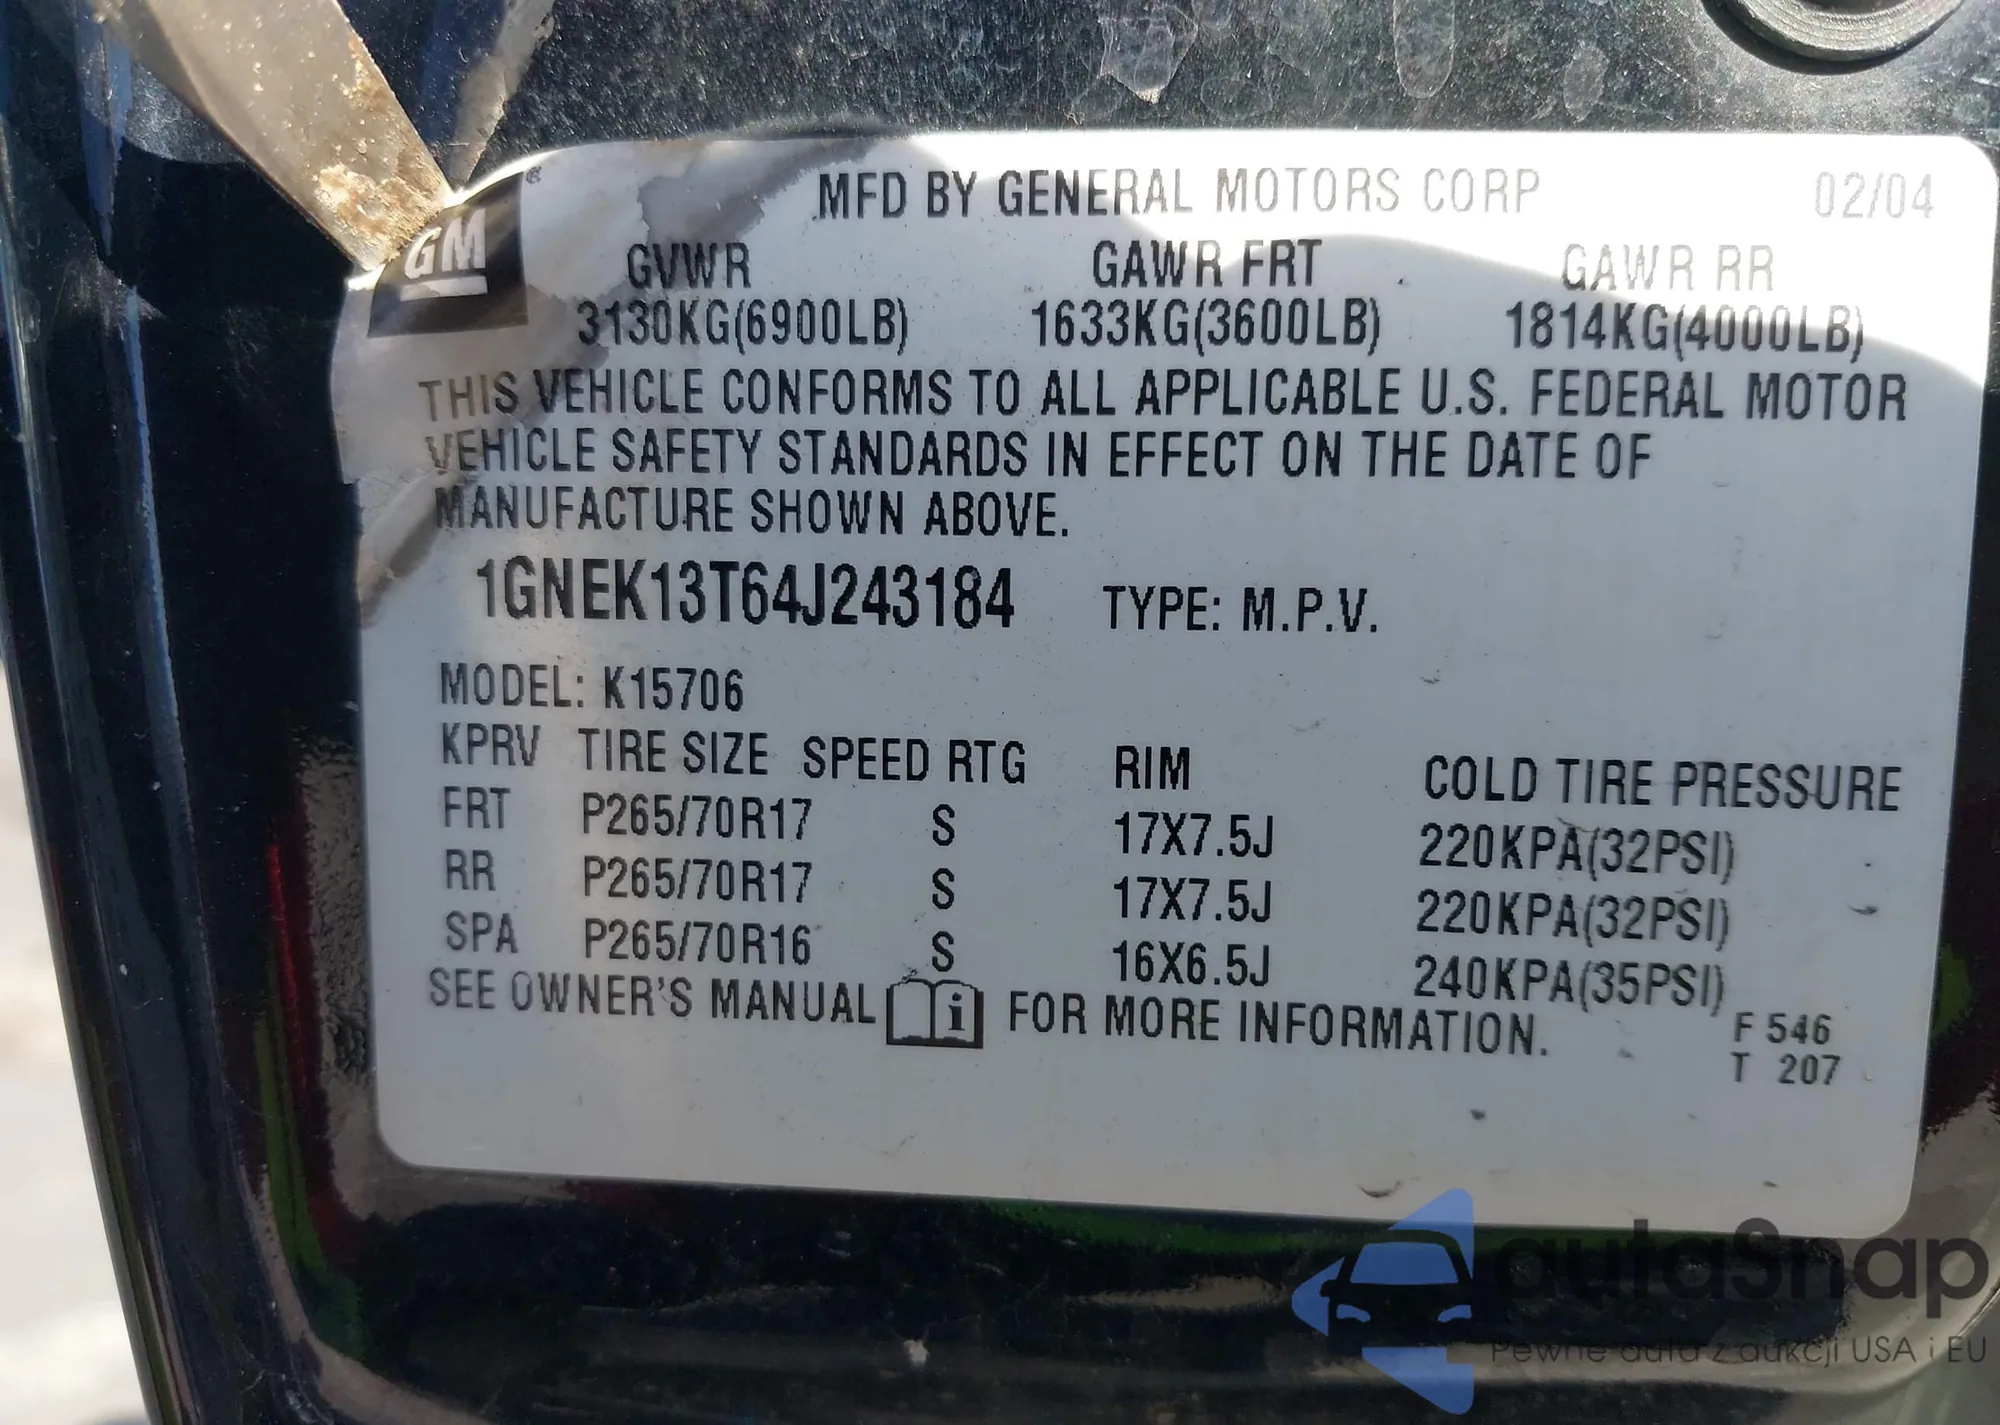 GM
MFD BY GENERAL MOTORS CORP 02/04
GVWR GAWR FRT GAWR RR
3130KG(6900LB) 1633KG(3600LB) 1814KG(4000LB)
THIS VEHICLE CONFORMS TO ALL APPLICABLE U.S. FEDERAL MOTOR
VEHICLE SAFETY STANDARDS IN EFFECT ON THE DATE OF
MANUFACTURE SHOWN ABOVE.
1GNEK13T64J243184 TYPE: M.P.V.
MODEL: K15706
KPRV TIRE SIZE SPEED RTG RIM COLD TIRE PRESSURE
FRT P265/70R17 S 17X7.5J 220KPA(32PSI)
RR P265/70R17 S 17X7.5J 220KPA(32PSI)
SPA P265/70R16 S 16X6.5J 240KPA(35PSI)
SEE OWNER'S MANUAL i FOR MORE INFORMATION.
F 546
T 207
autaSnap
Pewne auta z aukcji USA i EU